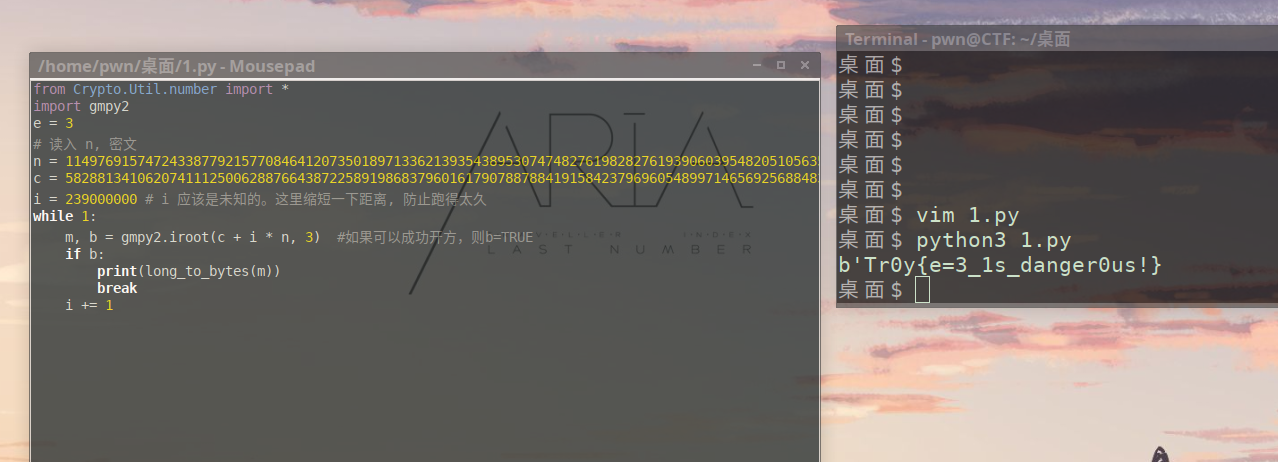 /home/pwn/桌面/1.py - Mousepad
from Crypto.Util.number import *
import gmpy2
e = 3
# 读入 n, 密文
n = 114976915747243387792157708464120735018971336213935438953074748276198282761939060395482051056351
c = 5828813410620741112500628876643872258919868379601617907887884191584237969605489971465692568848
i = 239000000 # i 应该是未知的。这里缩短一下距离, 防止跑得太久
while 1:
    m, b = gmpy2.iroot(c + i * n, 3)  #如果可以成功开方，则b=TRUE
    if b:
        print(long_to_bytes(m))
        break
    i += 1
ARIA
LAST NUMBER
Terminal - pwn@CTF: ~/桌面
桌面$
桌面$
桌面$
桌面$
桌面$
桌面$
桌面$ vim 1.py
桌面$ python3 1.py
b'Tr0y{e=3_1s_danger0us!}
桌面$